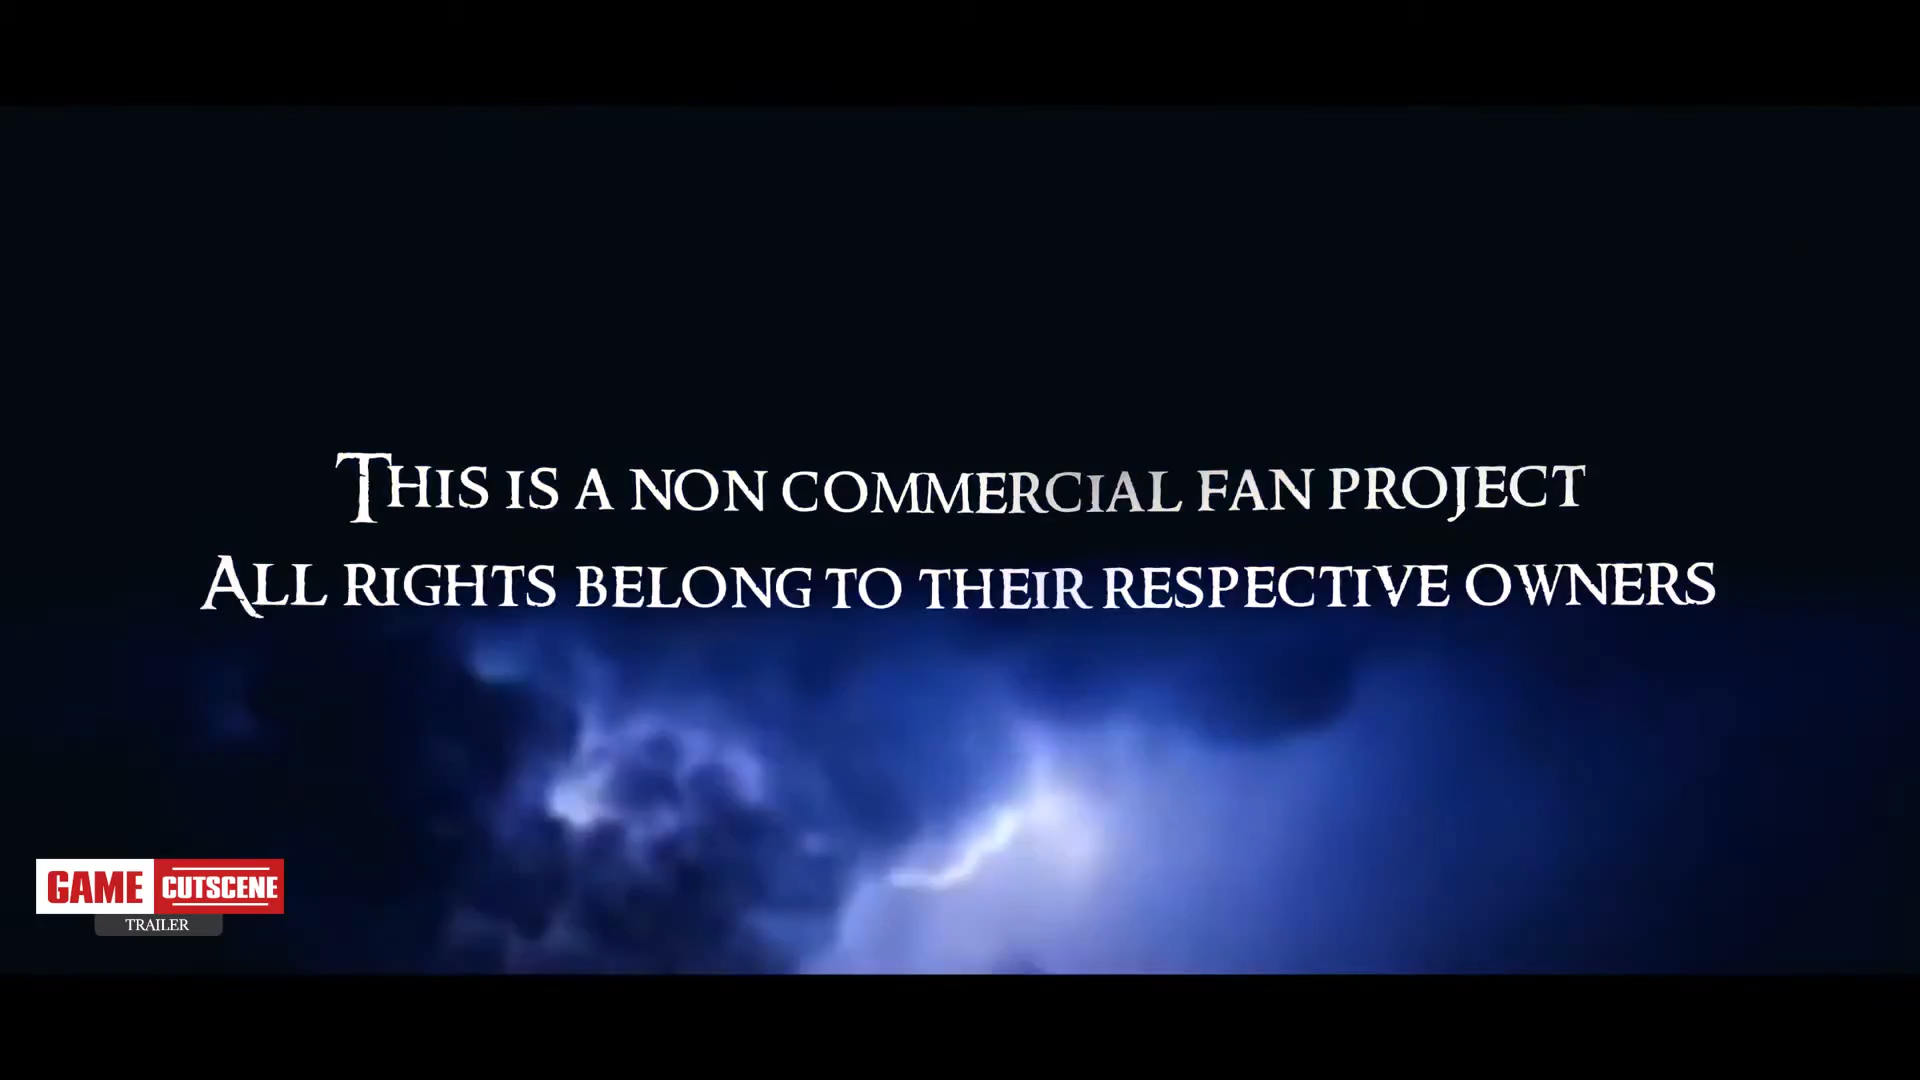 This is a non commercial fan project
All rights belong to their respective owners
GAME CUTSCENE
TRAILER